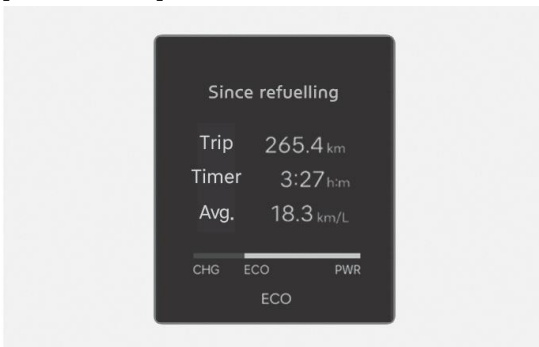 Since refuelling
Trip 265.4 km
Timer 3:27 h:m
Avg. 18.3 km/L
CHG ECO PWR
ECO